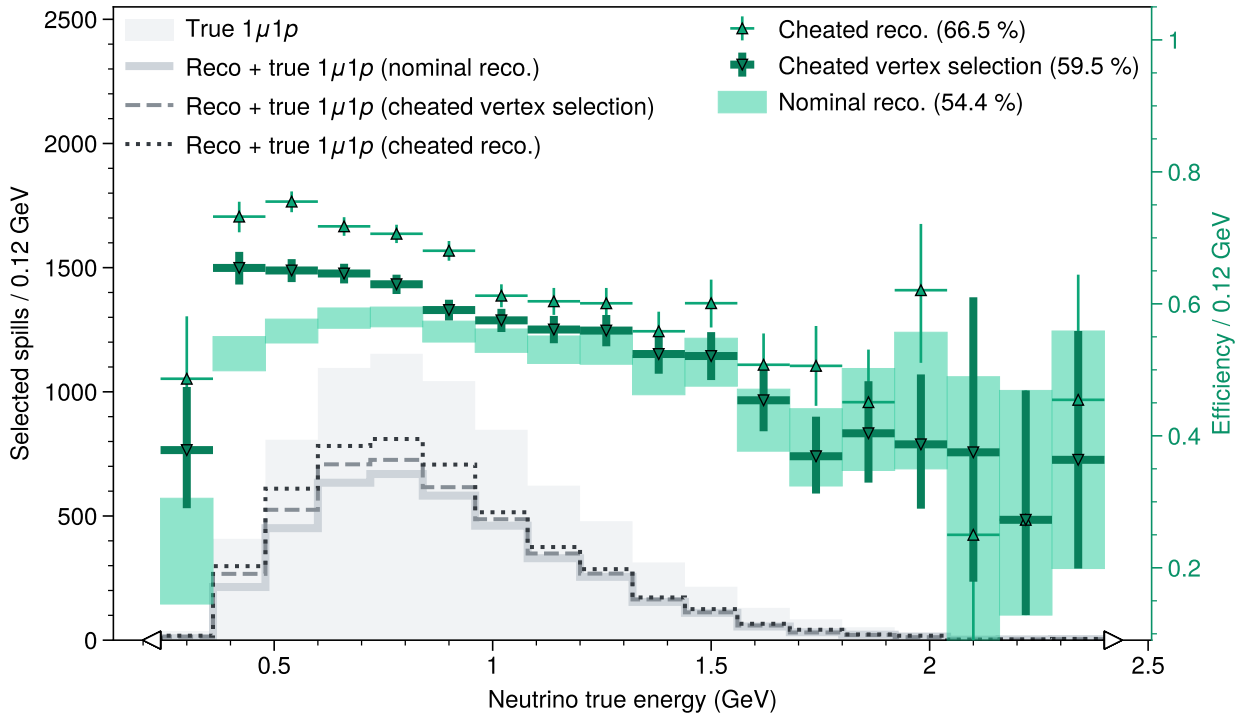 True 1μ1p
Reco + true 1μ1p (nominal reco.)
Reco + true 1μ1p (cheated vertex selection)
Reco + true 1μ1p (cheated reco.)
Cheated reco. (66.5 %)
Cheated vertex selection (59.5 %)
Nominal reco. (54.4 %)
Selected spills / 0.12 GeV
2500
2000
1500
1000
500
0
Efficiency / 0.12 GeV
1
0.8
0.6
0.4
0.2
0.5
1
1.5
2
2.5
Neutrino true energy (GeV)